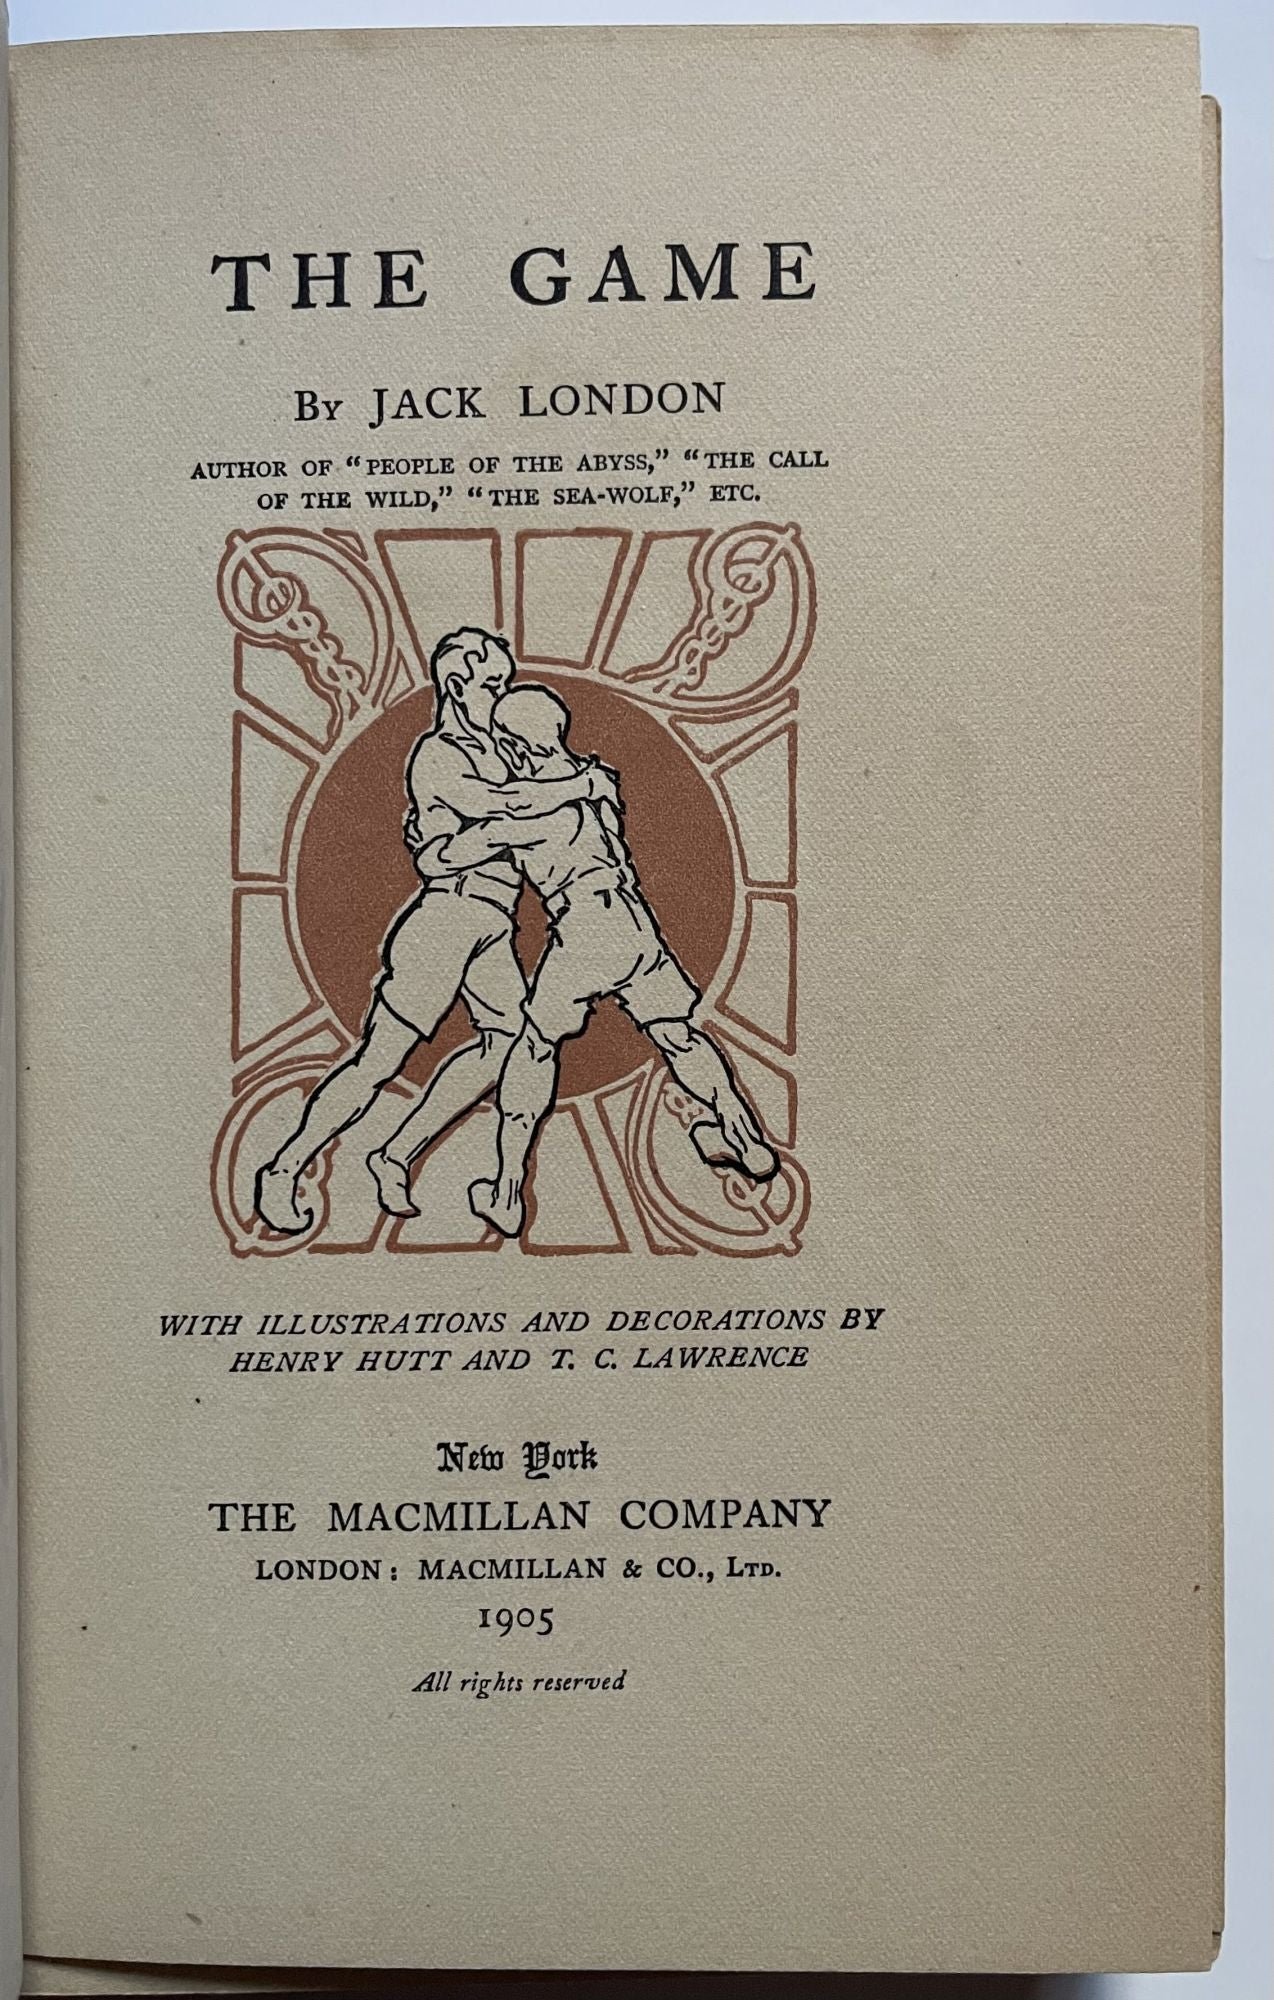 THE GAME
By JACK LONDON
AUTHOR OF “PEOPLE OF THE ABYSS,” “THE CALL
OF THE WILD,” “THE SEA-WOLF,” ETC.
WITH ILLUSTRATIONS AND DECORATIONS BY
HENRY HUTT AND T. C. LAWRENCE
New York
THE MACMILLAN COMPANY
LONDON: MACMILLAN & CO., LTD.
1905
All rights reserved